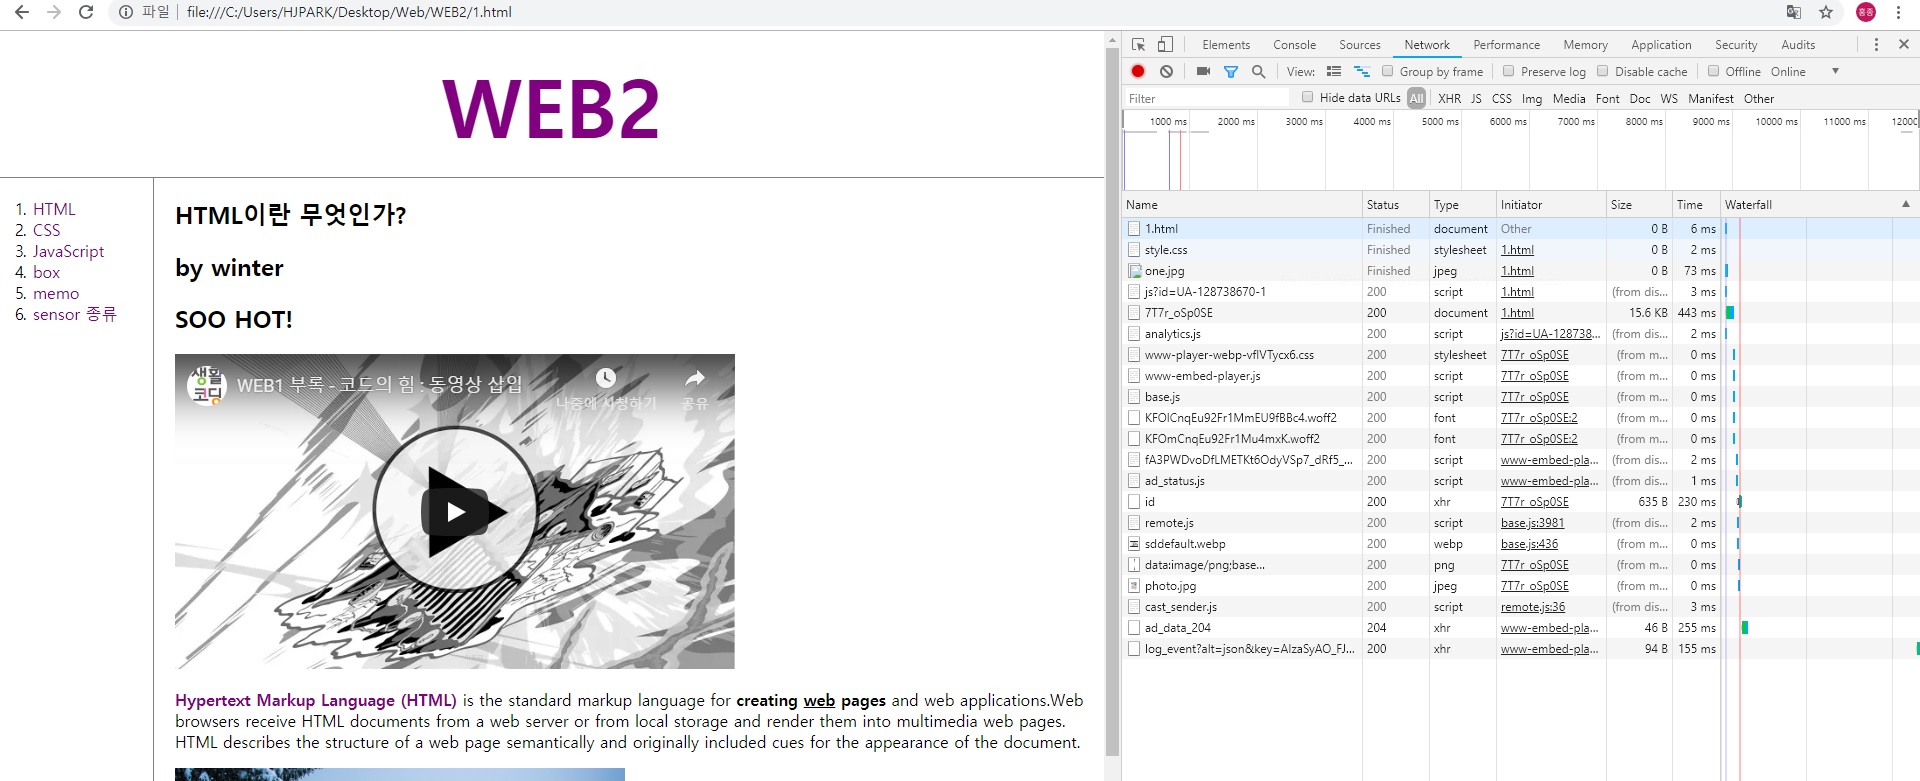 파일 file:///C:/Users/HJPARK/Desktop/Web/WEB2/1.html 홍종
WEB2
1. HTML
2. CSS
3. JavaScript
4. box
5. memo
6. sensor 종류
HTML이란 무엇인가?
by winter
SOO HOT!
생활코딩 WEB1 부록 - 코드의 힘 : 동영상 삽입
나중에 시청하기 공유
Hypertext Markup Language (HTML) is the standard markup language for creating web pages and web applications.Web
browsers receive HTML documents from a web server or from local storage and render them into multimedia web pages.
HTML describes the structure of a web page semantically and originally included cues for the appearance of the document.
Elements Console Sources Network Performance Memory Application Security Audits
View: Group by frame Preserve log Disable cache Offline Online
Filter Hide data URLs All XHR JS CSS Img Media Font Doc WS Manifest Other
1000 ms 2000 ms 3000 ms 4000 ms 5000 ms 6000 ms 7000 ms 8000 ms 9000 ms 10000 ms 11000 ms 12000
Name Status Type Initiator Size Time Waterfall
1.html Finished document Other 0 B 6 ms
style.css Finished stylesheet 1.html 0 B 2 ms
one.jpg Finished jpeg 1.html 0 B 73 ms
js?id=UA-128738670-1 200 script 1.html (from dis... 3 ms
7T7r_oSp0SE 200 document 1.html 15.6 KB 443 ms
analytics.js 200 script js?id=UA-128738... (from dis... 2 ms
www-player-webp-vflVTycx6.css 200 stylesheet 7T7r_oSp0SE (from m... 0 ms
www-embed-player.js 200 script 7T7r_oSp0SE (from m... 0 ms
base.js 200 script 7T7r_oSp0SE (from m... 0 ms
KFOlCnqEu92Fr1MmEU9fBBc4.woff2 200 font 7T7r_oSp0SE:2 (from m... 0 ms
KFOmCnqEu92Fr1Mu4mxK.woff2 200 font 7T7r_oSp0SE:2 (from m... 0 ms
fA3PWDvoDfLMETKt6OdyVSp7_dRf5_... 200 script www-embed-pla... (from dis... 2 ms
ad_status.js 200 script www-embed-pla... (from dis... 1 ms
id 200 xhr 7T7r_oSp0SE 635 B 230 ms
remote.js 200 script base.js:3981 (from dis... 2 ms
sddefault.webp 200 webp base.js:436 (from m... 0 ms
data:image/png;base... 200 png 7T7r_oSp0SE (from m... 0 ms
photo.jpg 200 jpeg 7T7r_oSp0SE (from m... 0 ms
cast_sender.js 200 script remote.js:36 (from dis... 3 ms
ad_data_204 204 xhr www-embed-pla... 46 B 255 ms
log_event?alt=json&key=AIzaSyAO_FJ... 200 xhr www-embed-pla... 94 B 155 ms